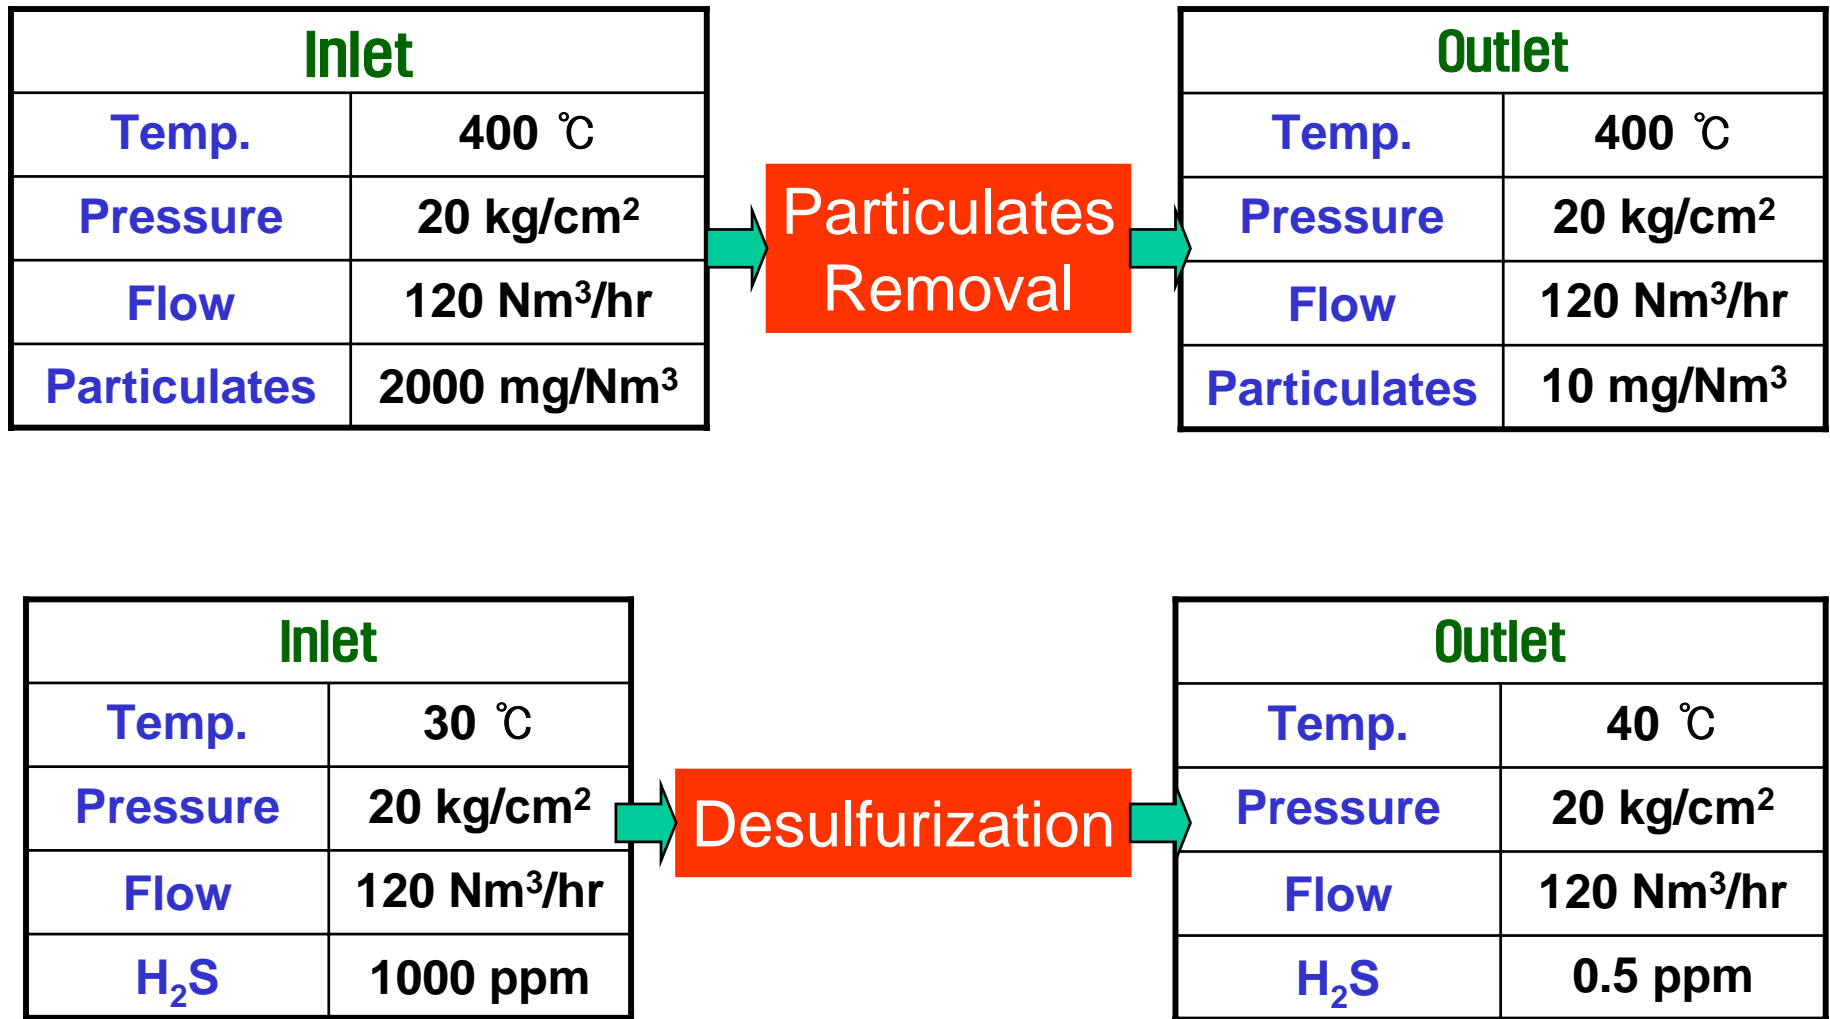 Inlet
Temp. 400 ℃
Pressure 20 kg/cm²
Flow 120 Nm³/hr
Particulates 2000 mg/Nm³
Particulates
Removal
Outlet
Temp. 400 ℃
Pressure 20 kg/cm²
Flow 120 Nm³/hr
Particulates 10 mg/Nm³
Inlet
Temp. 30 ℃
Pressure 20 kg/cm²
Flow 120 Nm³/hr
H₂S 1000 ppm
Desulfurization
Outlet
Temp. 40 ℃
Pressure 20 kg/cm²
Flow 120 Nm³/hr
H₂S 0.5 ppm